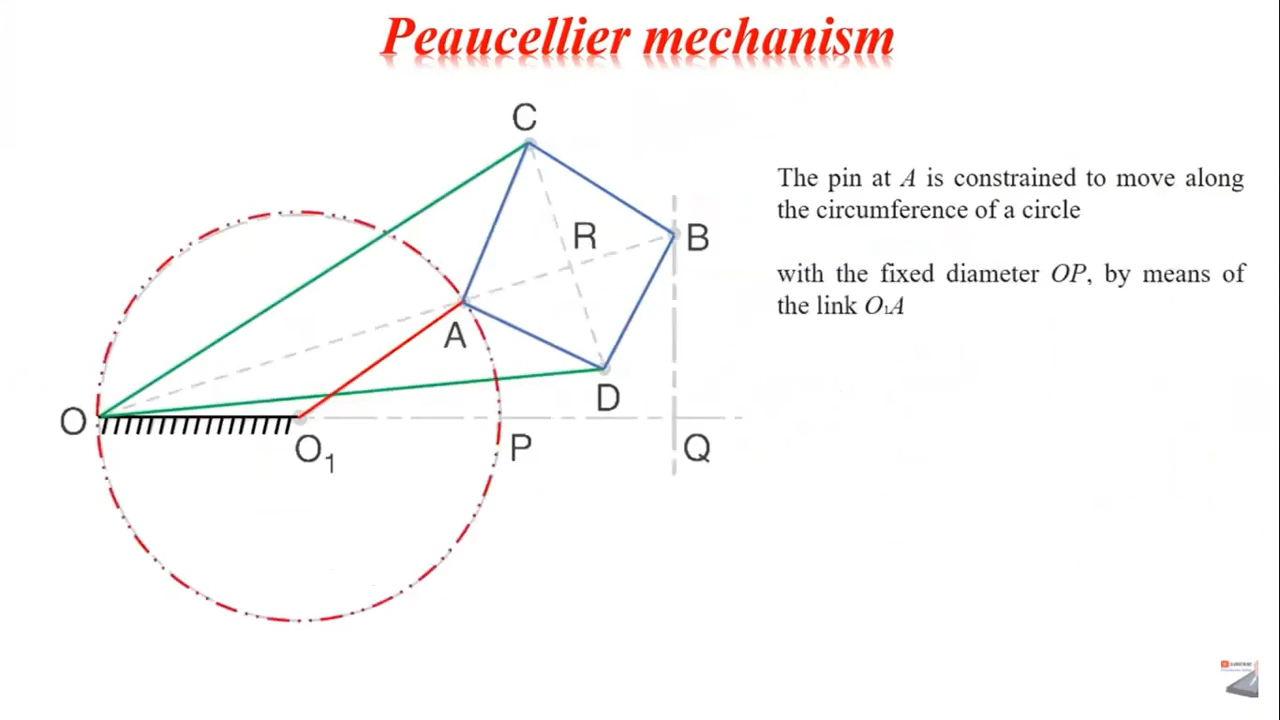 Peaucellier mechanism
C
The pin at A is constrained to move along
the circumference of a circle
R
B
with the fixed diameter OP, by means of
the link O₁A
A
D
O
O₁
P
Q